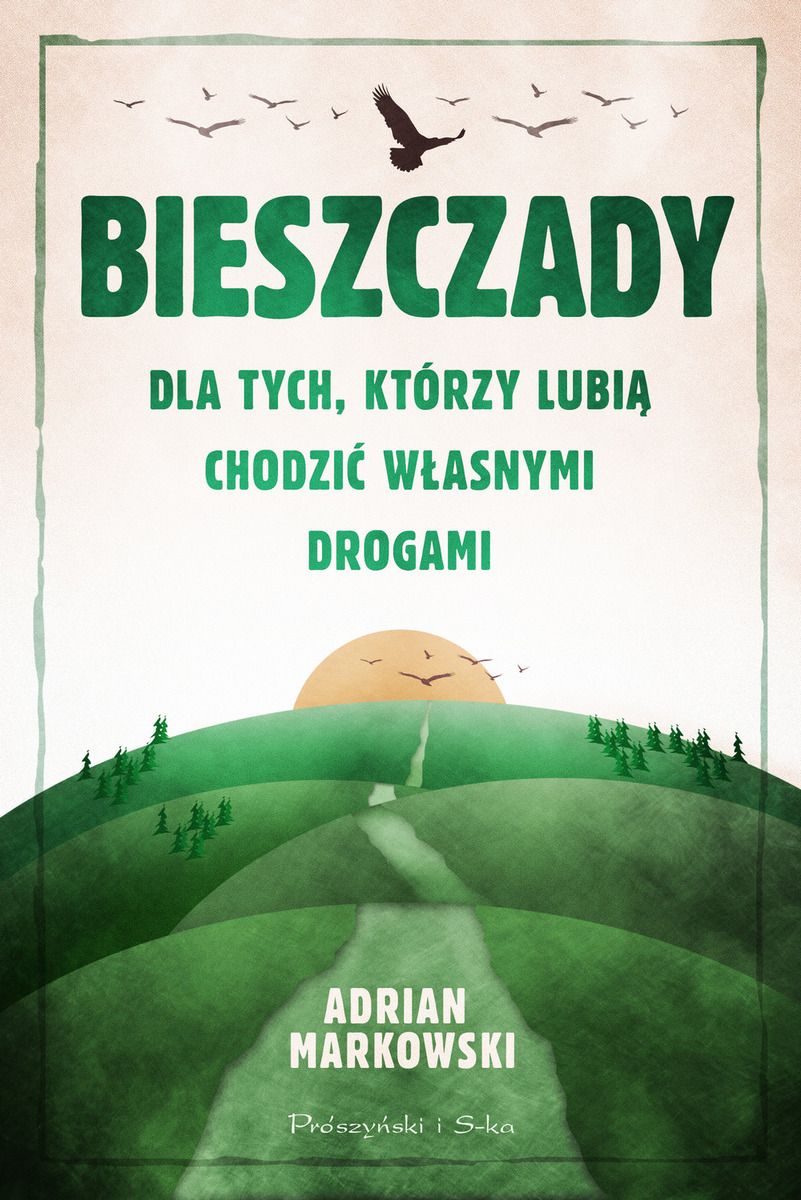 BIESZCZADY
DLA TYCH, KTÓRZY LUBIĄ
CHODZIĆ WŁASNYMI
DROGAMI
ADRIAN
MARKOWSKI
Prószyński i S-ka